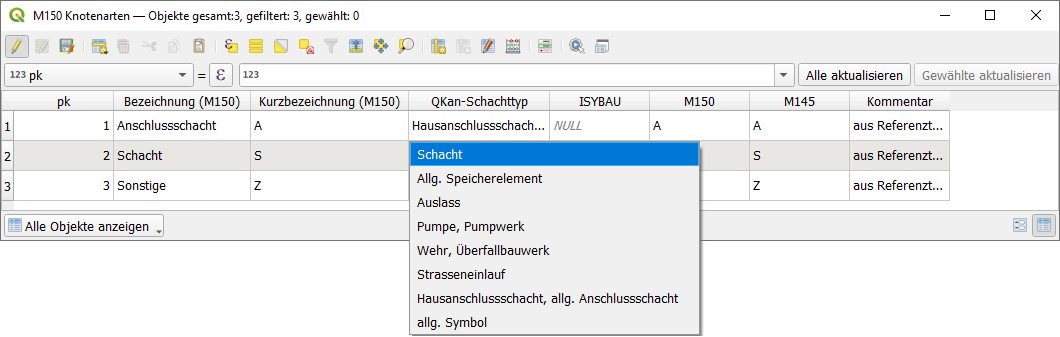 M150 Knotenarten — Objekte gesamt:3, gefiltert: 3, gewählt: 0
123 pk = ε 123 Alle aktualisieren Gewählte aktualisieren
pk Bezeichnung (M150) Kurzbezeichnung (M150) QKan-Schachttyp ISYBAU M150 M145 Kommentar
1 1 Anschlussschacht A Hausanschlussschach... NULL A A aus Referenzt...
2 2 Schacht S S aus Referenzt...
3 3 Sonstige Z Z aus Referenzt...
Schacht
Allg. Speicherelement
Auslass
Pumpe, Pumpwerk
Wehr, Überfallbauwerk
Strasseneinlauf
Hausanschlussschacht, allg. Anschlussschacht
allg. Symbol
Alle Objekte anzeigen